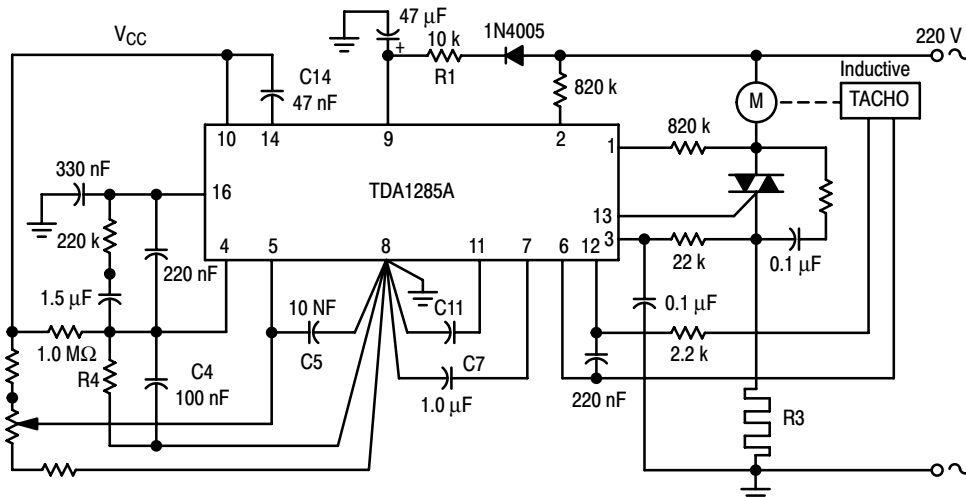 47 µF
VCC
+
10 k
R1
1N4005
220 V
C14
47 nF
820 k
Inductive
M
TACHO
10
14
9
2
1
820 k
330 nF
16
TDA1285A
13
220 k
4
5
8
11
7
6
12
3
22 k
0.1 µF
220 nF
1.5 µF
10 NF
C5
C11
0.1 µF
1.0 MΩ
R4
C4
100 nF
C7
1.0 µF
2.2 k
220 nF
R3